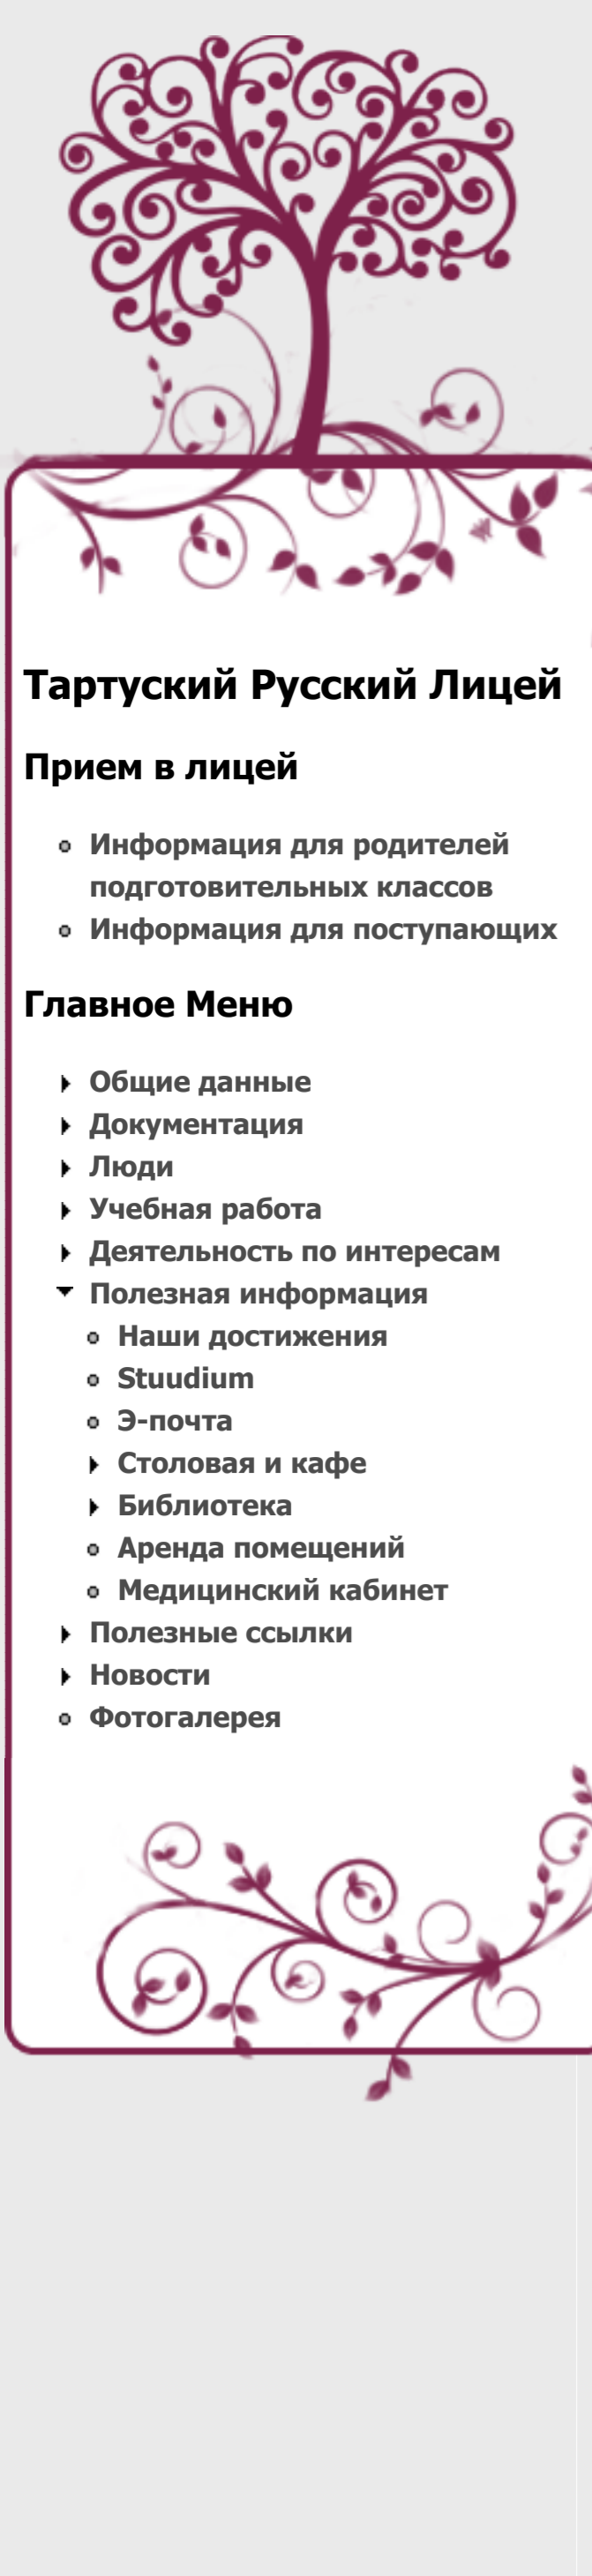 Тартуский Русский Лицей
Прием в лицей
Информация для родителей
подготовительных классов
Информация для поступающих
Главное Меню
Общие данные
Документация
Люди
Учебная работа
Деятельность по интересам
Полезная информация
Наши достижения
Stuudium
Э-почта
Столовая и кафе
Библиотека
Аренда помещений
Медицинский кабинет
Полезные ссылки
Новости
Фотогалерея